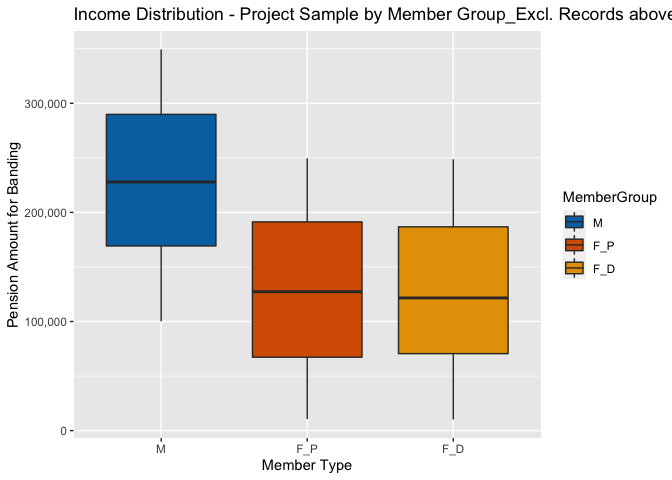 Income Distribution - Project Sample by Member Group_Excl. Records above
Pension Amount for Banding
300,000
200,000
100,000
0
M
F_P
F_D
Member Type
MemberGroup
M
F_P
F_D